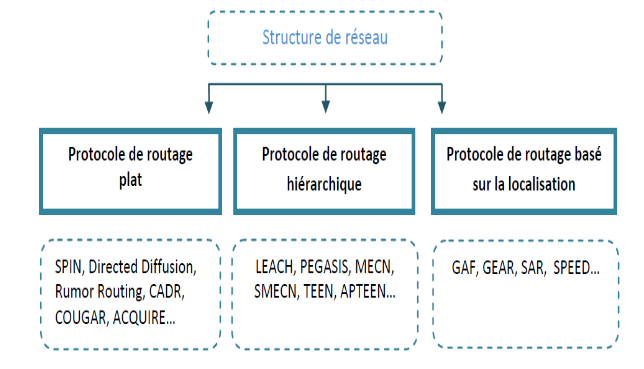 Structure de réseau
Protocole de routage
plat
Protocole de routage
hiérarchique
Protocole de routage basé
sur la localisation
SPIN, Directed Diffusion,
Rumor Routing, CADR,
COUGAR, ACQUIRE...
LEACH, PEGASIS, MECN,
SMECN, TEEN, APTEEN...
GAF, GEAR, SAR, SPEED...